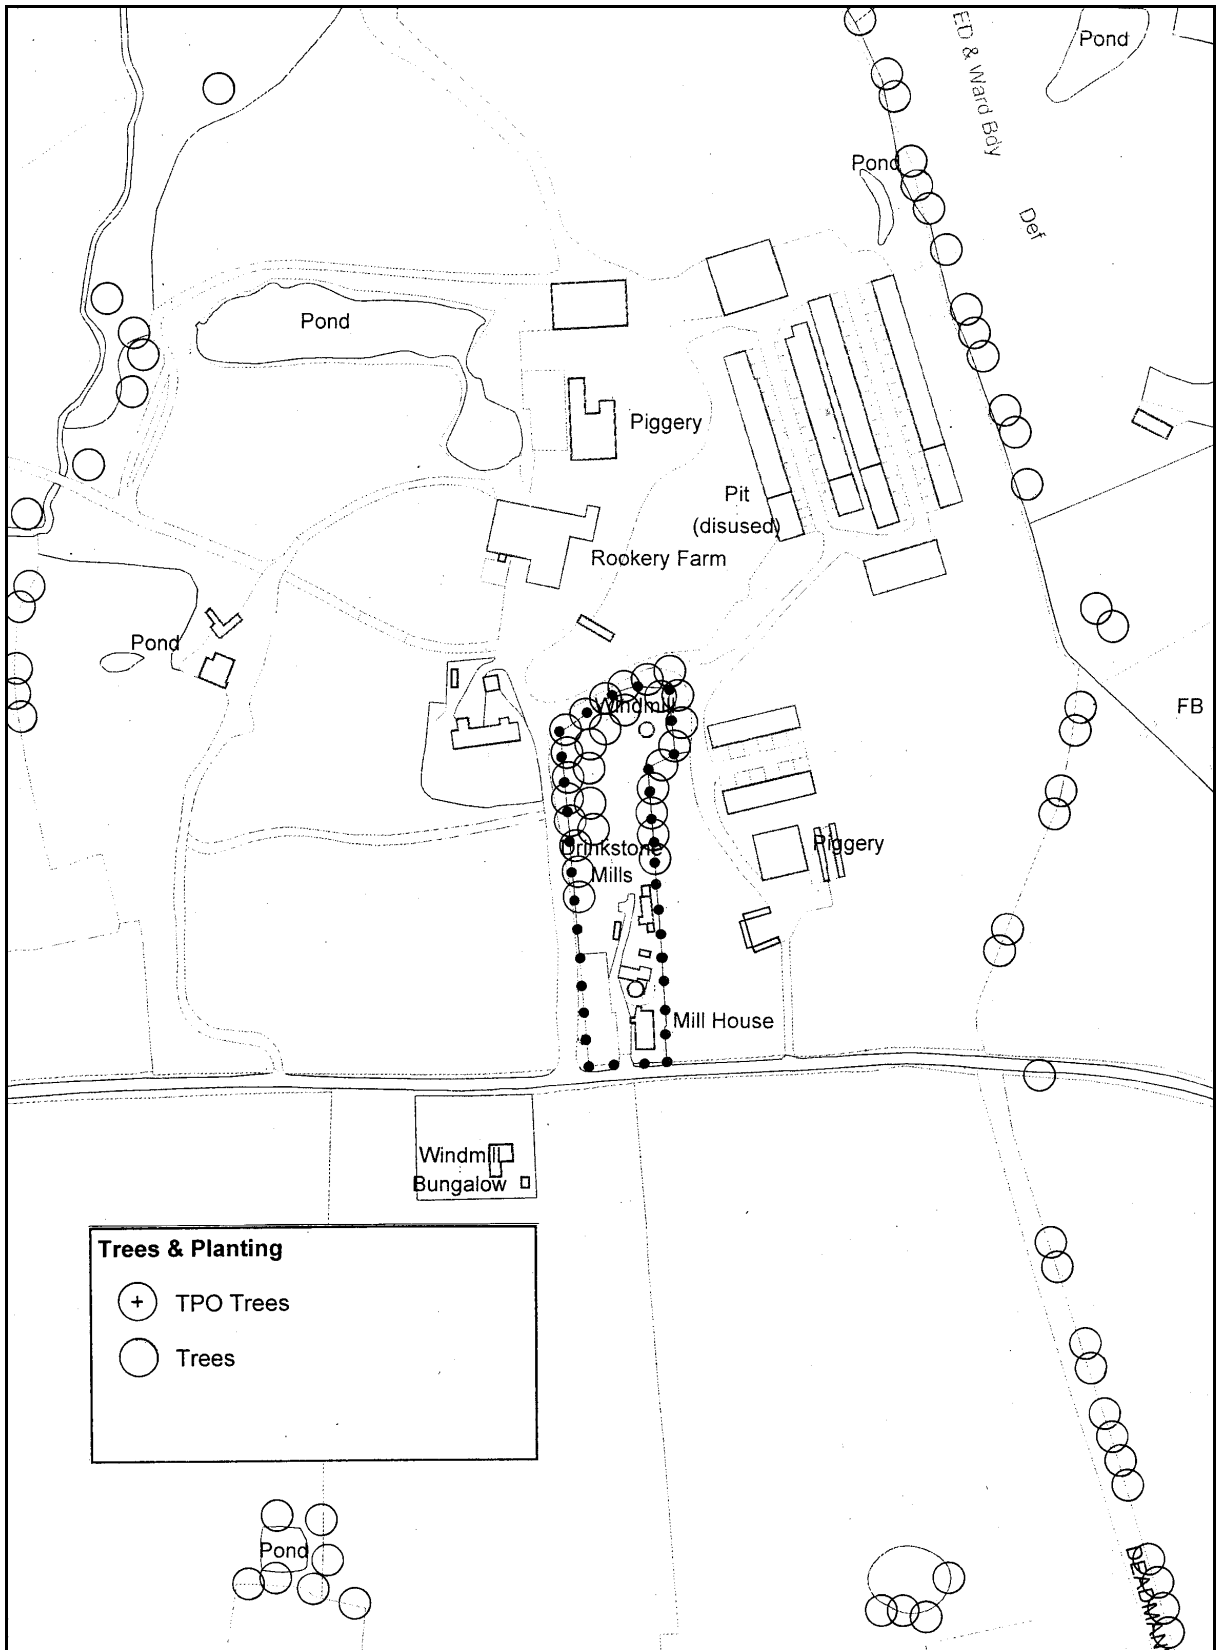 Pond
ED & Ward Bdy
Pond
Def
Pond
Piggery
Pit
(disused)
Rookery Farm
Pond
Windmill
FB
Piggery
Drinkstone
Mills
Mill House
Windmill
Bungalow
Trees & Planting
TPO Trees
Trees
Pond
DEADMAN